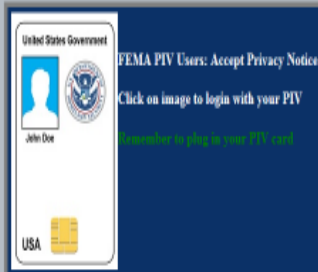 United States Government
FEMA PIV Users: Accept Privacy Notice
Click on image to login with your PIV
John Doe
Remember to plug in your PIV card
USA